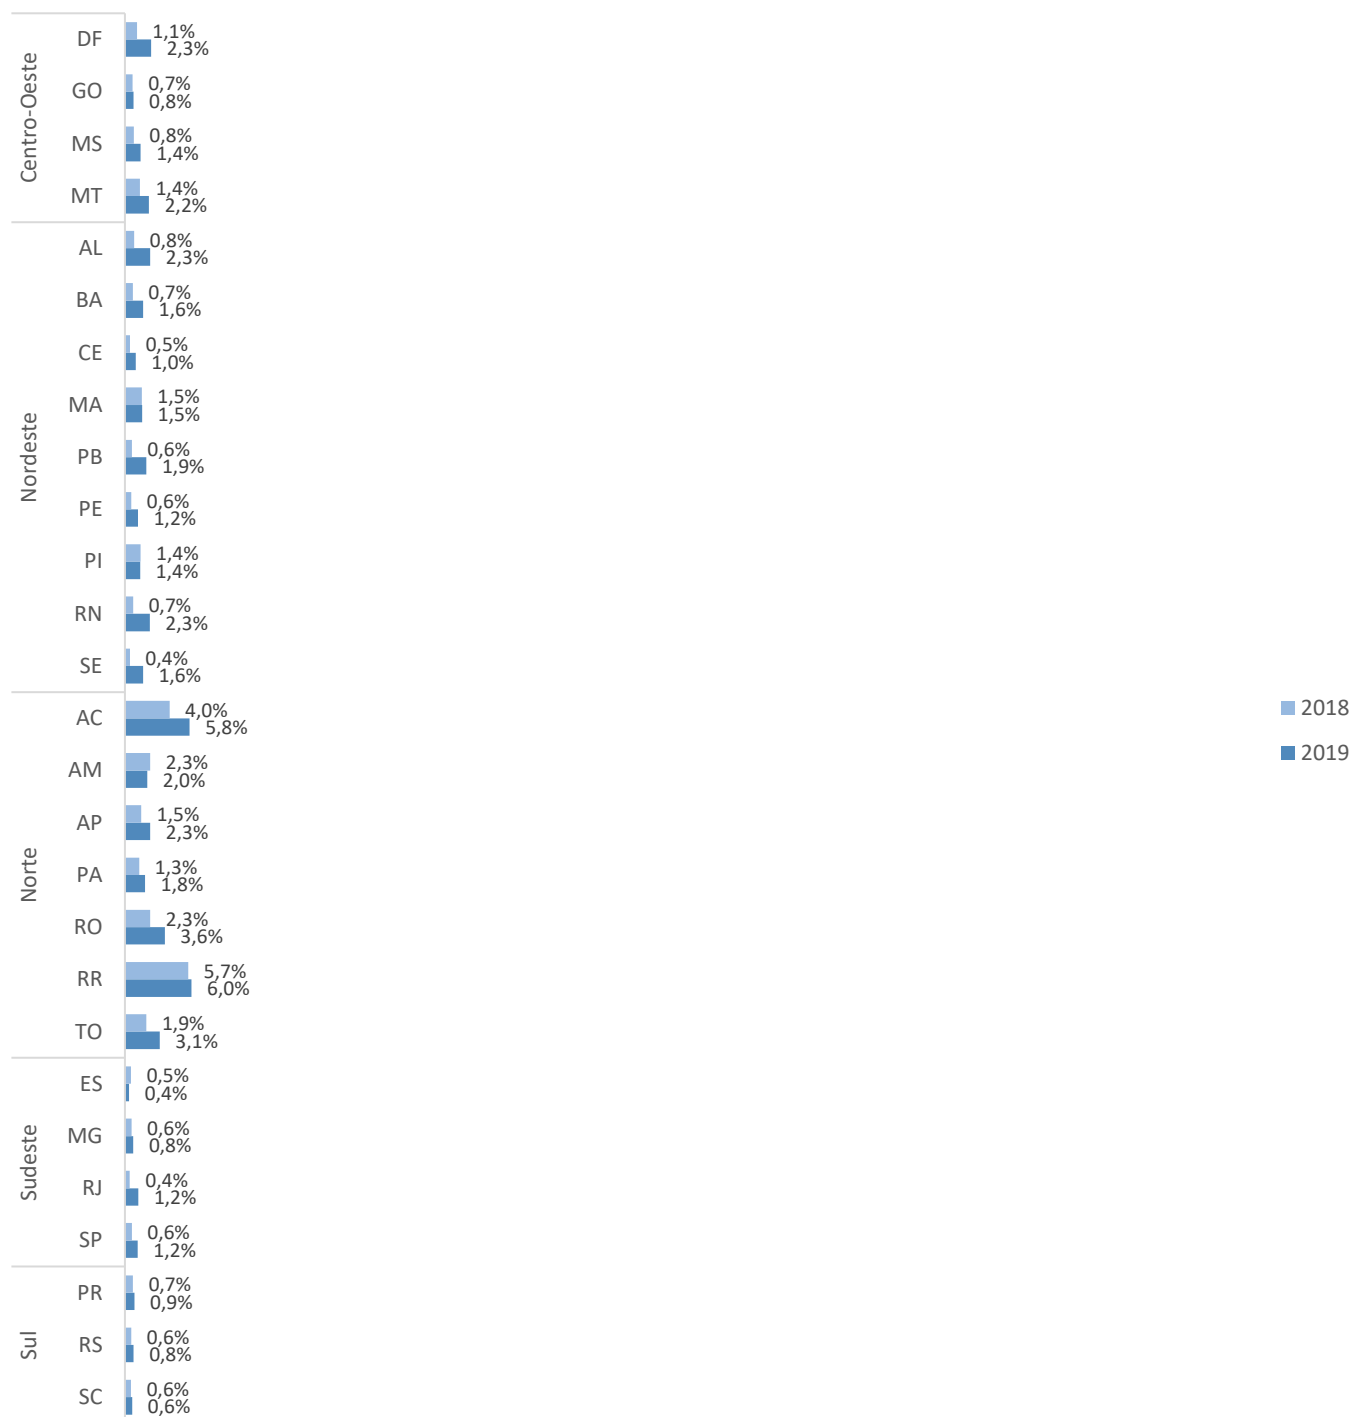 Centro-Oeste
DF 1,1% 2,3%
GO 0,7% 0,8%
MS 0,8% 1,4%
MT 1,4% 2,2%
Nordeste
AL 0,8% 2,3%
BA 0,7% 1,6%
CE 0,5% 1,0%
MA 1,5% 1,5%
PB 0,6% 1,9%
PE 0,6% 1,2%
PI 1,4% 1,4%
RN 0,7% 2,3%
SE 0,4% 1,6%
Norte
AC 4,0% 5,8%
AM 2,3% 2,0%
AP 1,5% 2,3%
PA 1,3% 1,8%
RO 2,3% 3,6%
RR 5,7% 6,0%
TO 1,9% 3,1%
Sudeste
ES 0,5% 0,4%
MG 0,6% 0,8%
RJ 0,4% 1,2%
SP 0,6% 1,2%
Sul
PR 0,7% 0,9%
RS 0,6% 0,8%
SC 0,6% 0,6%
2018
2019